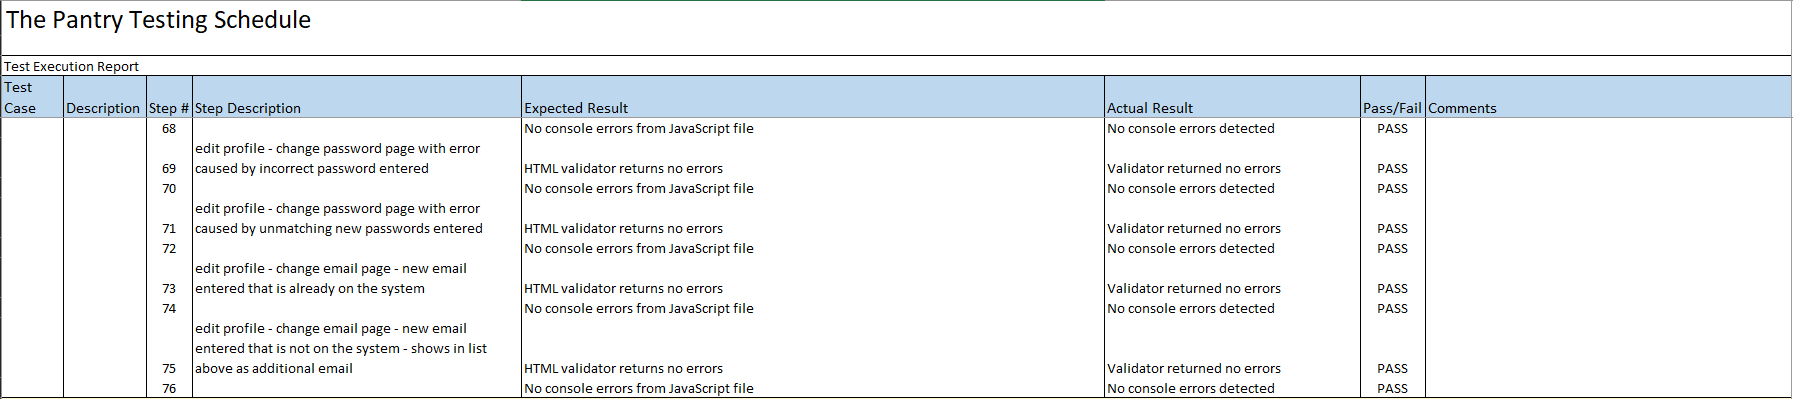 The Pantry Testing Schedule
Test Execution Report
Test
Case Description Step # Step Description Expected Result Actual Result Pass/Fail Comments
68 No console errors from JavaScript file No console errors detected PASS
edit profile - change password page with error
69 caused by incorrect password entered HTML validator returns no errors Validator returned no errors PASS
70 No console errors from JavaScript file No console errors detected PASS
edit profile - change password page with error
71 caused by unmatching new passwords entered HTML validator returns no errors Validator returned no errors PASS
72 No console errors from JavaScript file No console errors detected PASS
edit profile - change email page - new email
73 entered that is already on the system HTML validator returns no errors Validator returned no errors PASS
74 No console errors from JavaScript file No console errors detected PASS
edit profile - change email page - new email
entered that is not on the system - shows in list
75 above as additional email HTML validator returns no errors Validator returned no errors PASS
76 No console errors from JavaScript file No console errors detected PASS